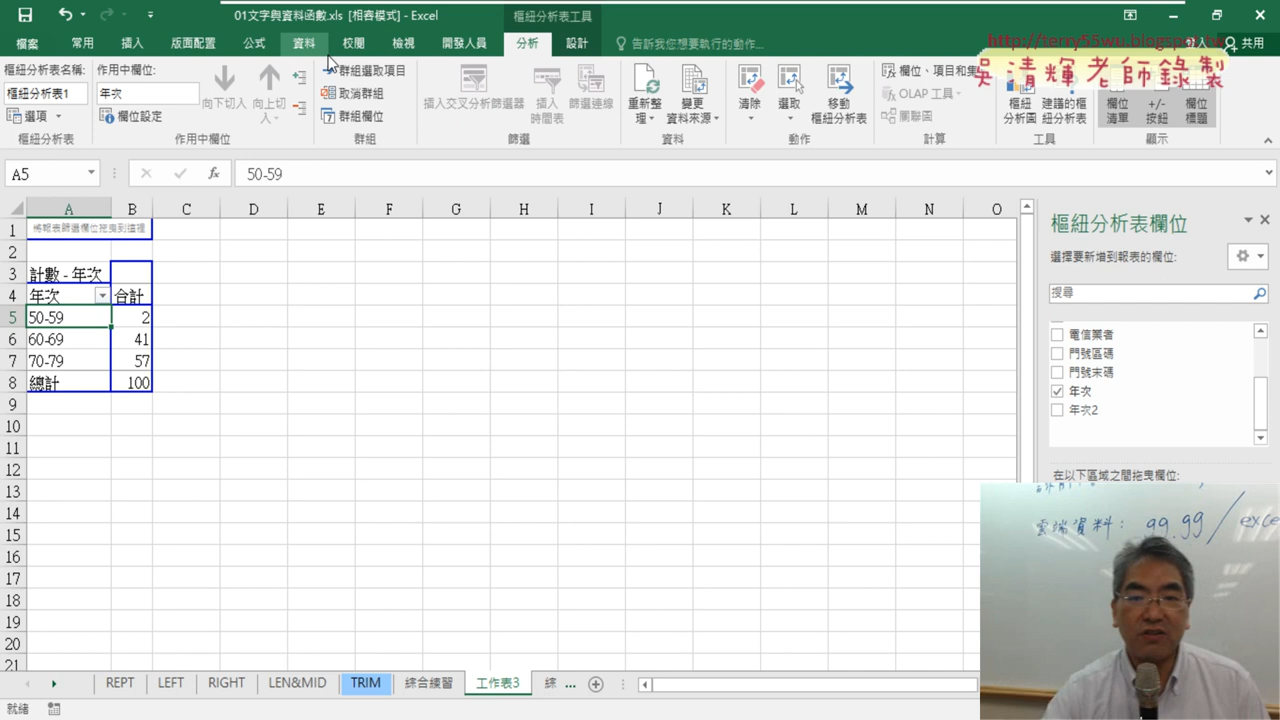 01文字與資料函數.xls [相容模式] - Excel
樞紐分析表工具
檔案 常用 插入 版面配置 公式 資料 校閱 檢視 開發人員 分析 設計 告訴我您想要執行的動作... 共用
http://terry55wu.blogspot.tw
吳清輝老師錄製
樞紐分析表名稱:
樞紐分析表1
選項
樞紐分析表
作用中欄位:
年次
欄位設定
向下切入
向上切入
作用中欄位
群組選取項目
取消群組
群組欄位
群組
插入交叉分析篩選器
插入時間表
篩選連線
篩選
重新整理
變更資料來源
資料
清除
選取
移動樞紐分析表
動作
欄位、項目和集
OLAP 工具
關聯圖
計算
樞紐分析圖
建議的樞紐分析表
工具
欄位清單
+/- 按鈕
欄位標題
顯示
A5
fx
50-59
A B C D E F G H I J K L M N O
1 將報表篩選欄位拖曳到這裡
2
3 計數 - 年次
4 年次 合計
5 50-59 2
6 60-69 41
7 70-79 57
8 總計 100
9
10
11
12
13
14
15
16
17
18
19
20
21
樞紐分析表欄位
選擇要新增到報表的欄位:
搜尋
電信業者
門號區碼
門號末碼
年次
年次2
在以下區域之間拖曳欄位:
雲端資料: 99.99/exce
REPT LEFT RIGHT LEN&MID TRIM 綜合練習 工作表3 綜 ...
就緒